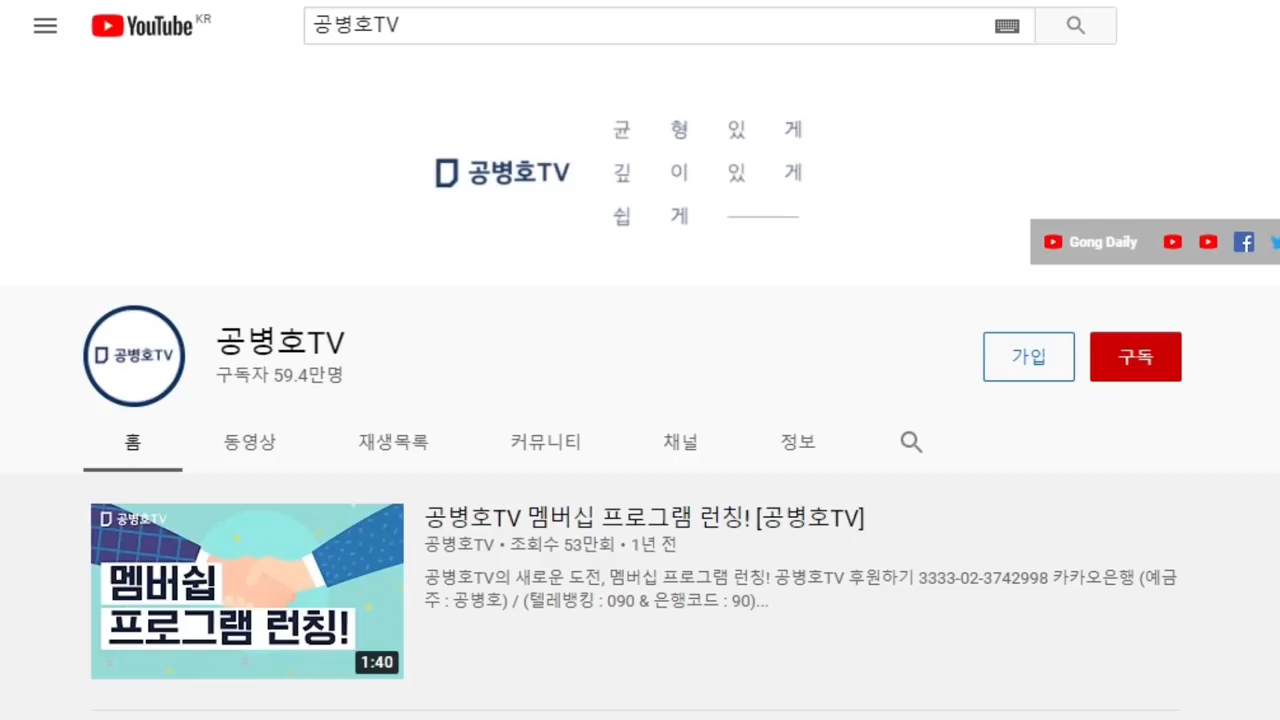 YouTube KR
공병호TV
균 형 있 게
공병호TV
깊 이 있 게
쉽 게
Gong Daily
공병호TV
공병호TV
구독자 59.4만명
가입
구독
홈
동영상
재생목록
커뮤니티
채널
정보
공병호TV
멤버쉽
프로그램 런칭!
1:40
공병호TV 멤버십 프로그램 런칭! [공병호TV]
공병호TV • 조회수 53만회 • 1년 전
공병호TV의 새로운 도전, 멤버십 프로그램 런칭! 공병호TV 후원하기 3333-02-3742998 카카오은행 (예금
주 : 공병호) / (텔레뱅킹 : 090 & 은행코드 : 90)...